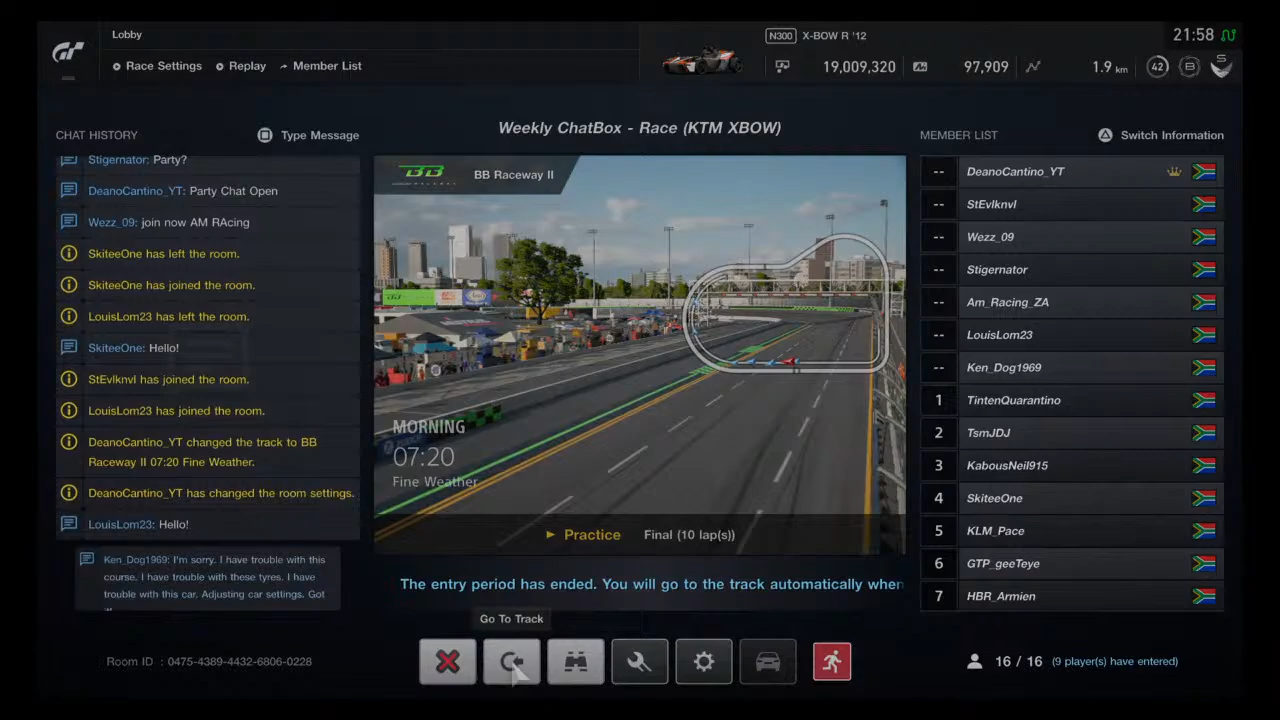 Lobby
N300 X-BOW R '12
21:58
Race Settings Replay Member List
19,009,320 97,909 1.9 km 42 B S
CHAT HISTORY Type Message
Weekly ChatBox - Race (KTM XBOW)
MEMBER LIST Switch Information
Stigernator: Party?
DeanoCantino_YT: Party Chat Open
Wezz_09: join now AM RAcing
SkiteeOne has left the room.
SkiteeOne has joined the room.
LouisLom23 has left the room.
SkiteeOne: Hello!
StEvlknvl has joined the room.
LouisLom23 has joined the room.
DeanoCantino_YT changed the track to BB
Raceway II 07:20 Fine Weather.
DeanoCantino_YT has changed the room settings.
LouisLom23: Hello!
Ken_Dog1969: I'm sorry. I have trouble with this
course. I have trouble with these tyres. I have
trouble with this car. Adjusting car settings. Got
BB BB Raceway II
MORNING
07:20
Fine Weather
Practice Final (10 lap(s))
The entry period has ended. You will go to the track automatically when
Go To Track
-- DeanoCantino_YT
-- StEvlknvl
-- Wezz_09
-- Stigernator
-- Am_Racing_ZA
-- LouisLom23
-- Ken_Dog1969
1 TintenQuarantino
2 TsmJDJ
3 KabousNeil915
4 SkiteeOne
5 KLM_Pace
6 GTP_geeTeye
7 HBR_Armien
Room ID : 0475-4389-4432-6806-0228
16 / 16 (9 player(s) have entered)